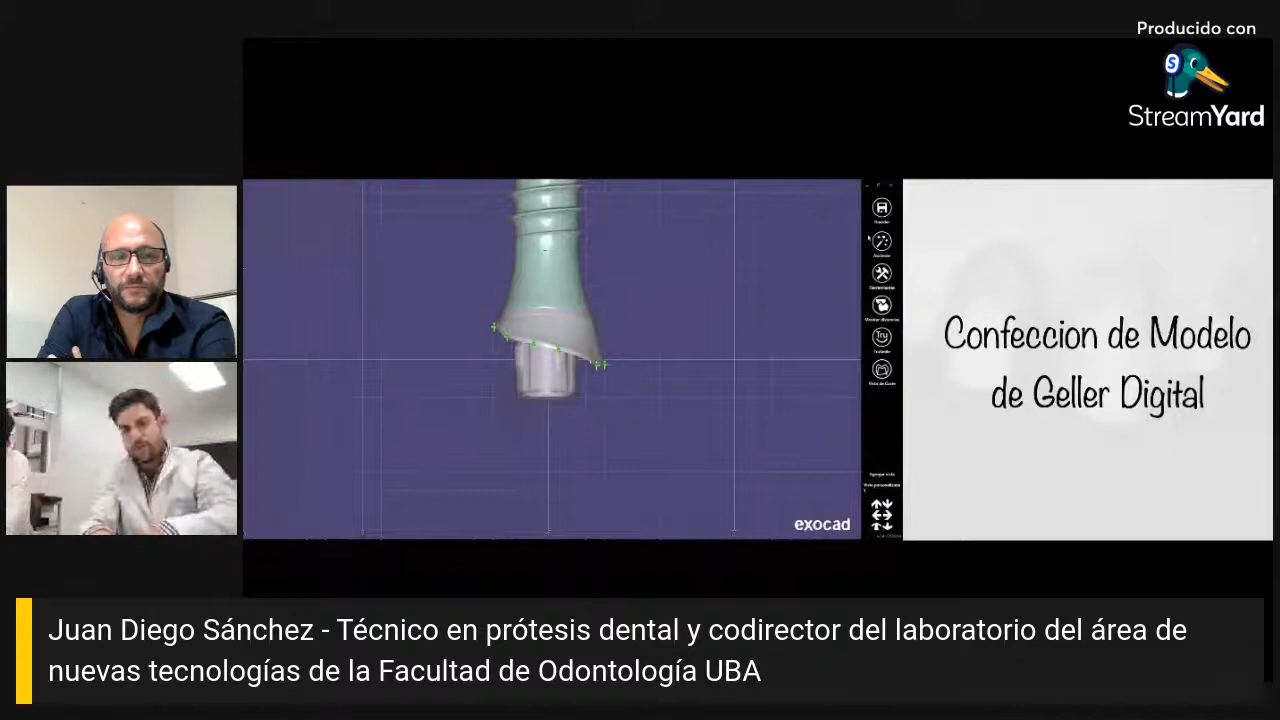 Producido con
StreamYard
Confeccion de Modelo
de Geller Digital
Try
exocad
Juan Diego Sánchez - Técnico en prótesis dental y codirector del laboratorio del área de
nuevas tecnologías de la Facultad de Odontología UBA